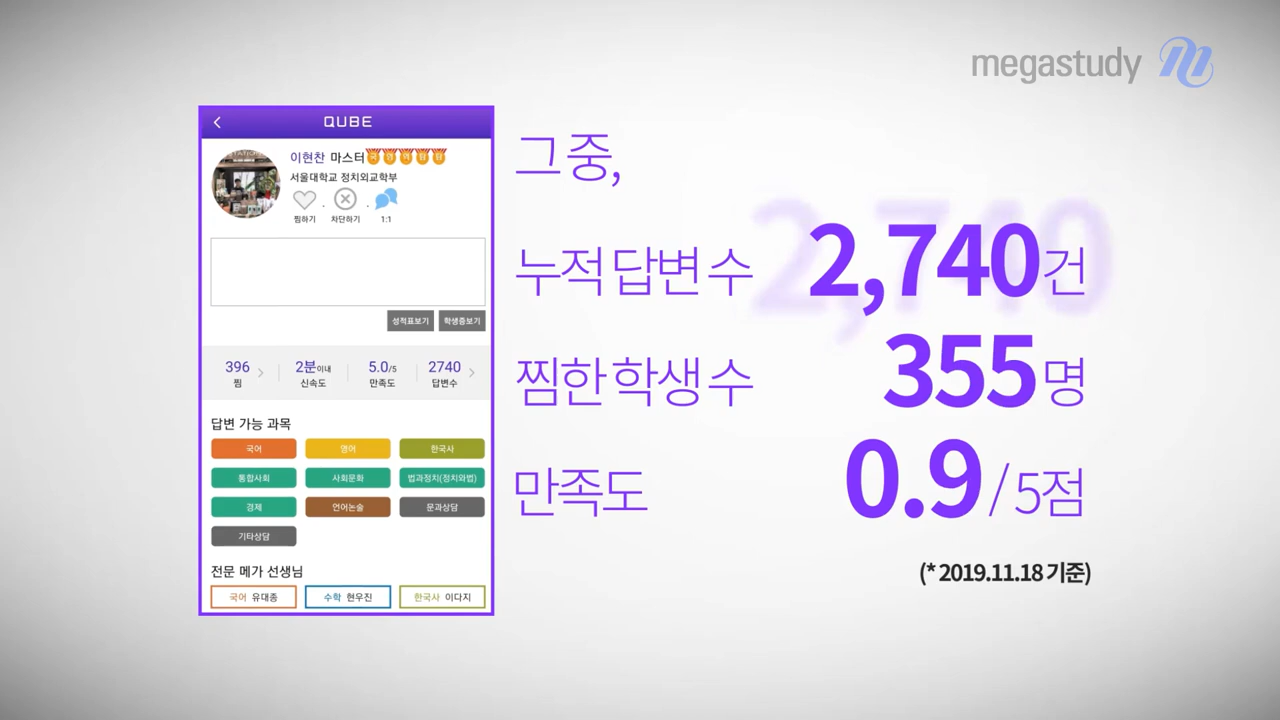 megastudy
QUBE
이현찬 마스터
서울대학교 정치외교학부
찜하기 차단하기 1:1
성적표보기 학생증보기
396 2분이내 5.0/5 2740
찜 신속도 만족도 답변수
답변 가능 과목
국어 영어 한국사
통합사회 사회문화 법과정치(정치와법)
경제 언어논술 문과상담
기타상담
전문 메가 선생님
국어 유대종 수학 현우진 한국사 이다지
그 중,
누적 답변 수 2,740건
찜한 학생 수 355명
만족도 0.9/5점
(* 2019.11.18 기준)